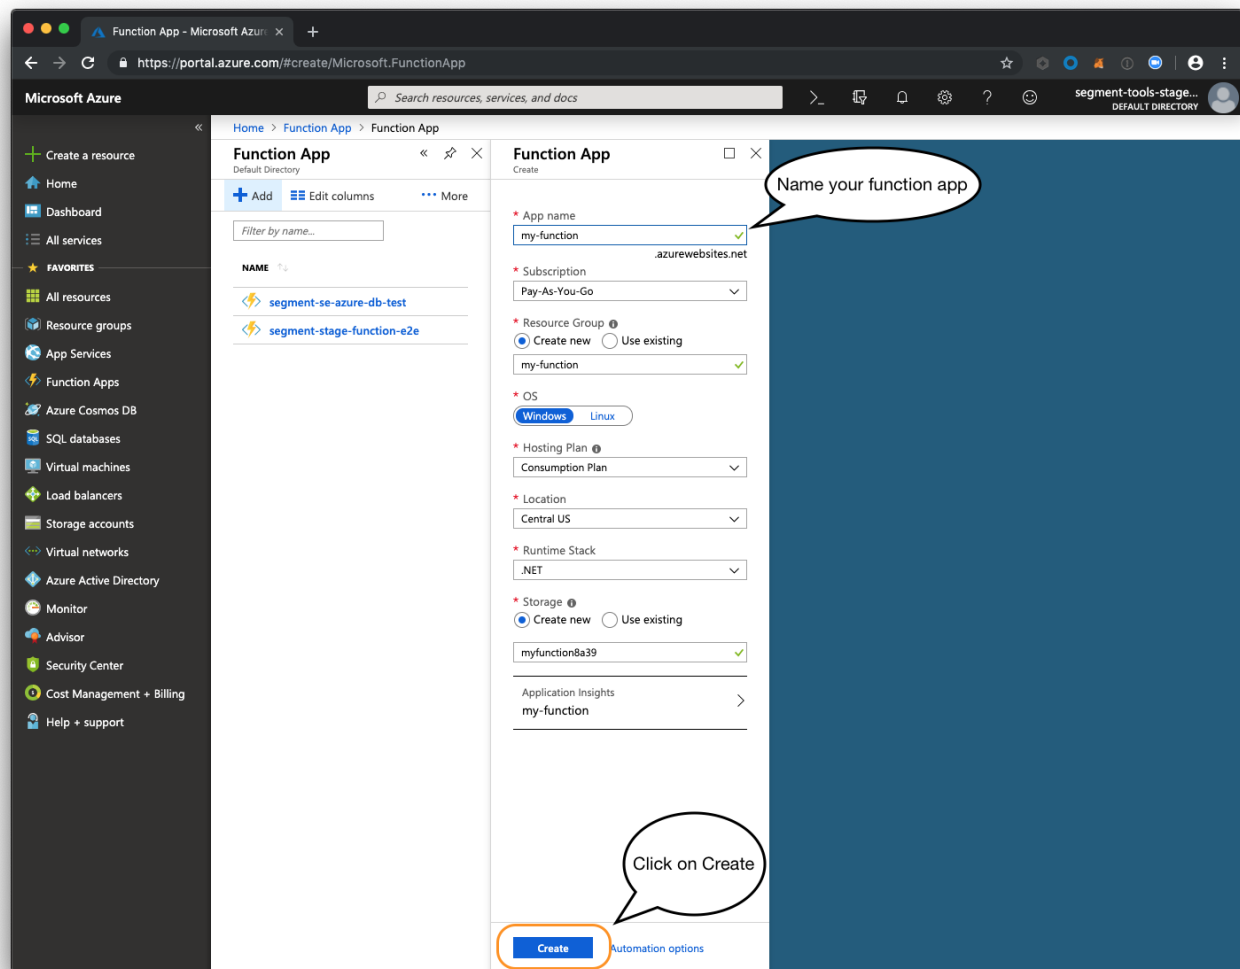 Function App - Microsoft Azur
https://portal.azure.com/#create/Microsoft.FunctionApp
Microsoft Azure
Search resources, services, and docs
segment-tools-stage...
DEFAULT DIRECTORY
Home > Function App > Function App
Create a resource
Home
Dashboard
All services
FAVORITES
All resources
Resource groups
App Services
Function Apps
Azure Cosmos DB
SQL databases
Virtual machines
Load balancers
Storage accounts
Virtual networks
Azure Active Directory
Monitor
Advisor
Security Center
Cost Management + Billing
Help + support
Function App
Default Directory
Add
Edit columns
More
Filter by name...
NAME
segment-se-azure-db-test
segment-stage-function-e2e
Function App
Create
* App name
my-function
.azurewebsites.net
* Subscription
Pay-As-You-Go
* Resource Group
Create new Use existing
my-function
* OS
Windows Linux
* Hosting Plan
Consumption Plan
* Location
Central US
* Runtime Stack
.NET
* Storage
Create new Use existing
myfunction8a39
Application Insights
my-function
Create
Automation options
Name your function app
Click on Create